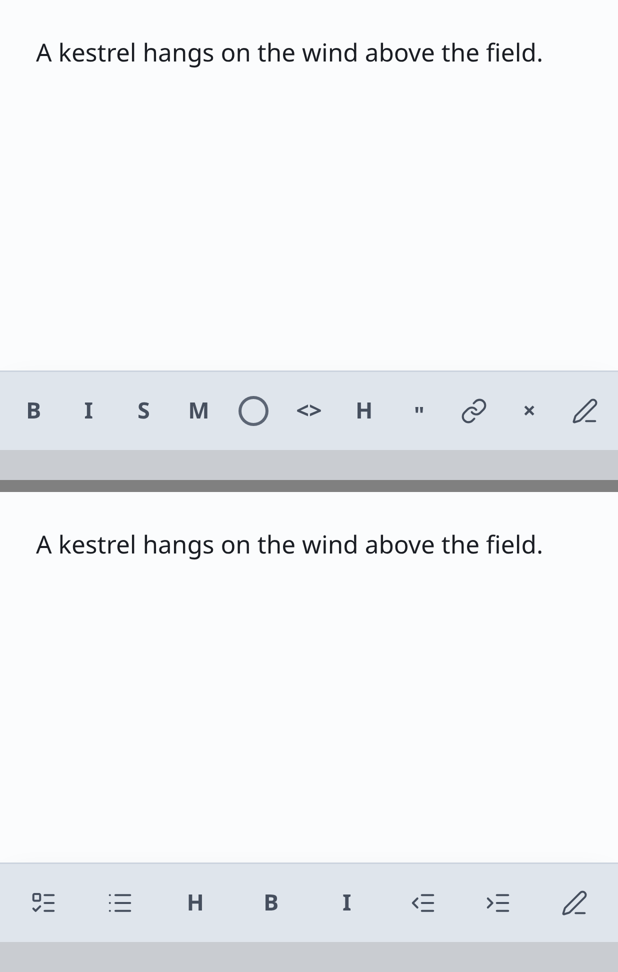 A kestrel hangs on the wind above the field.
B I S M <> H " ×
A kestrel hangs on the wind above the field.
H B I